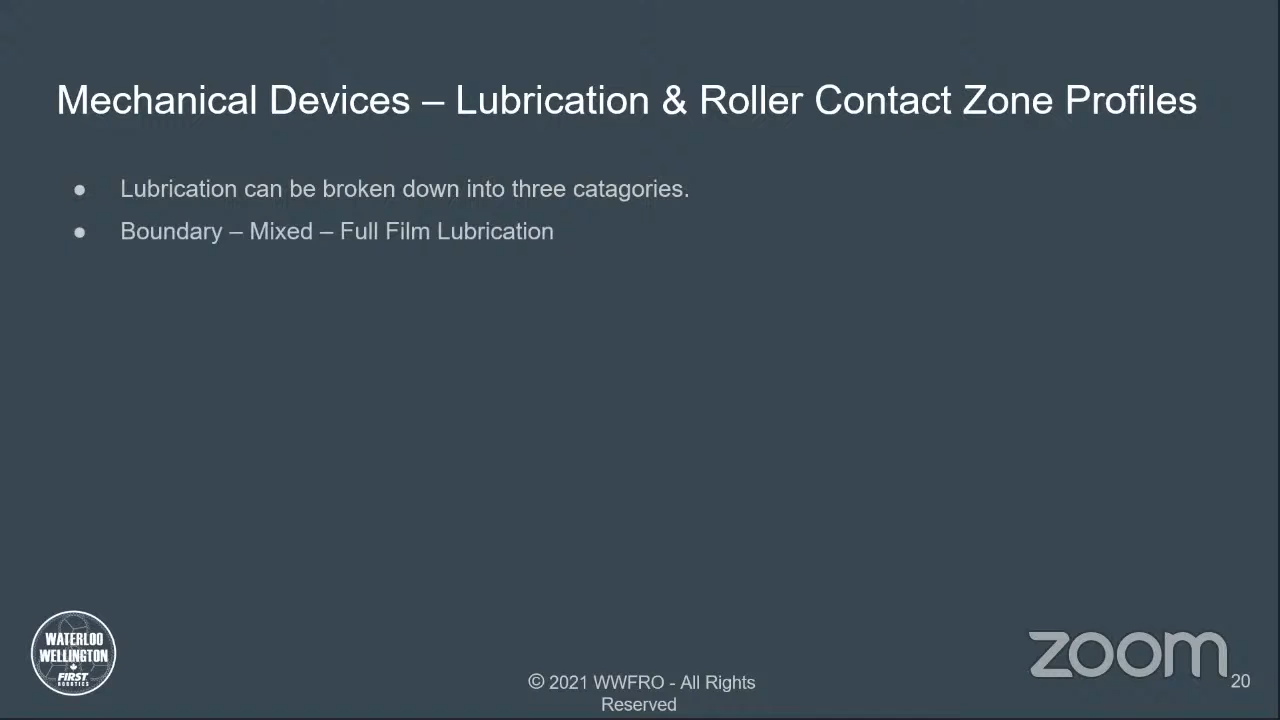 Mechanical Devices – Lubrication & Roller Contact Zone Profiles
● Lubrication can be broken down into three catagories.
● Boundary – Mixed – Full Film Lubrication
WATERLOO
WELLINGTON
FIRST
ROBOTICS
© 2021 WWFRO - All Rights
Reserved
zoom
20